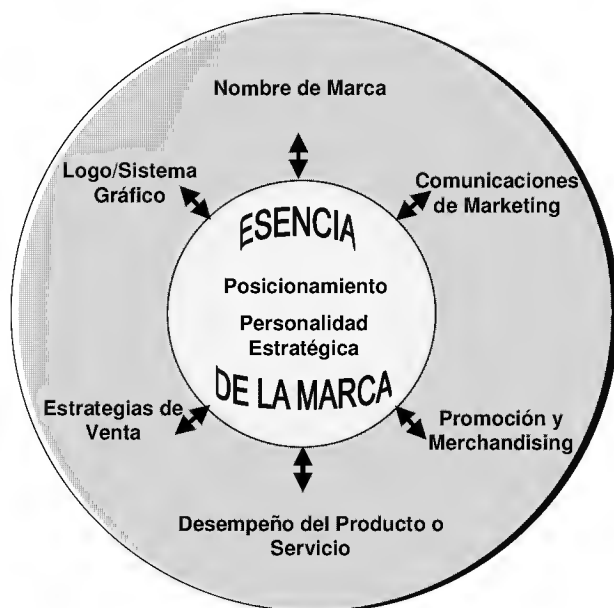 Nombre de Marca
Logo/Sistema
Gráfico
Comunicaciones
de Marketing
ESENCIA
Posicionamiento
Personalidad
Estratégica
DE LA MARCA
Estrategias de
Venta
Promoción y
Merchandising
Desempeño del Producto o
Servicio